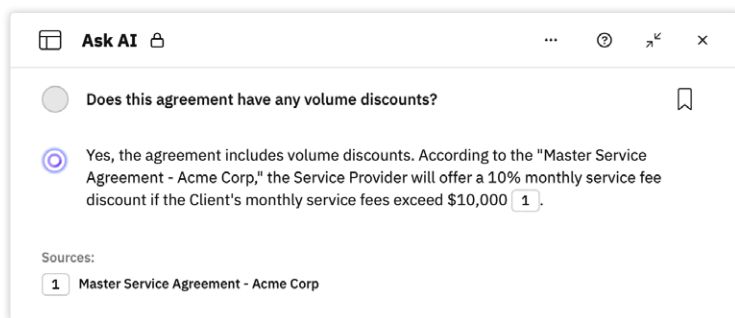 Ask AI
Does this agreement have any volume discounts?
Yes, the agreement includes volume discounts. According to the "Master Service
Agreement - Acme Corp," the Service Provider will offer a 10% monthly service fee
discount if the Client's monthly service fees exceed $10,000 1.
Sources:
1 Master Service Agreement - Acme Corp